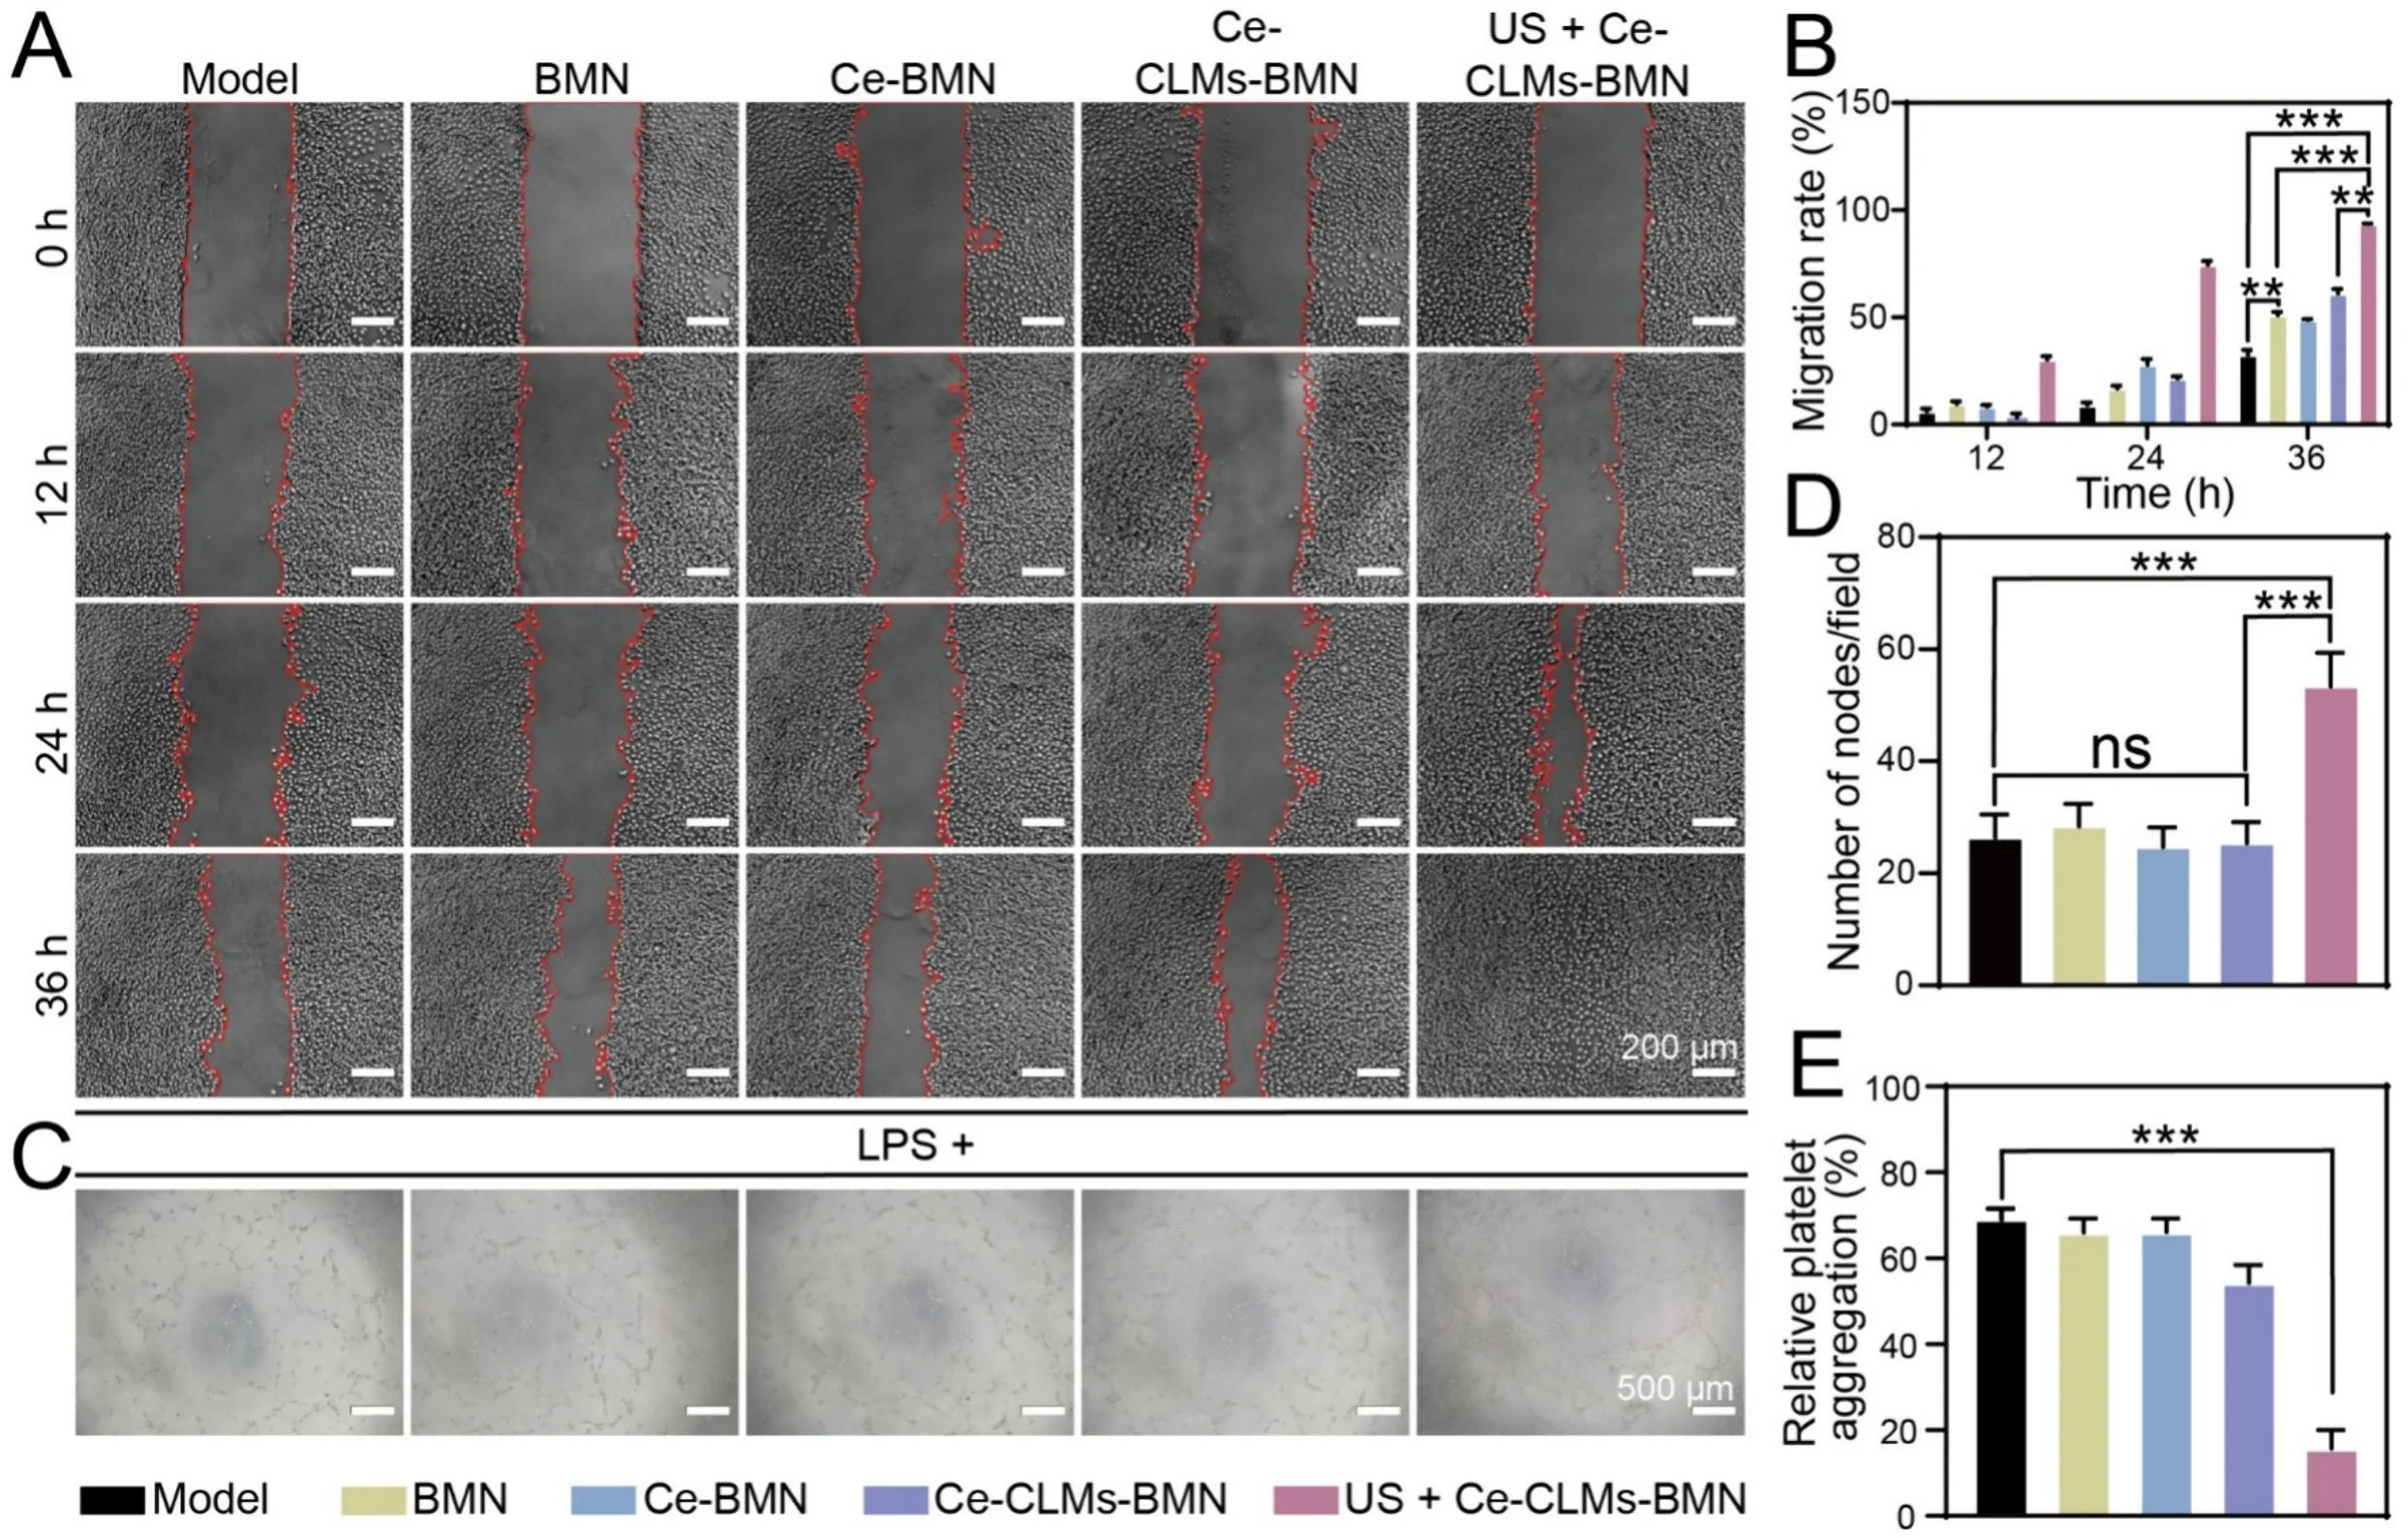 A
Model
BMN
Ce-BMN
Ce-
CLMs-BMN
US + Ce-
CLMs-BMN
0 h
12 h
24 h
36 h
200 µm
B
Migration rate (%)
150
100
50
0
***
***
**
**
12
24
36
Time (h)
C
LPS +
500 µm
D
Number of nodes/field
80
60
40
20
0
***
***
ns
E
Relative platelet
aggregation (%)
100
80
60
40
20
0
***
Model
BMN
Ce-BMN
Ce-CLMs-BMN
US + Ce-CLMs-BMN